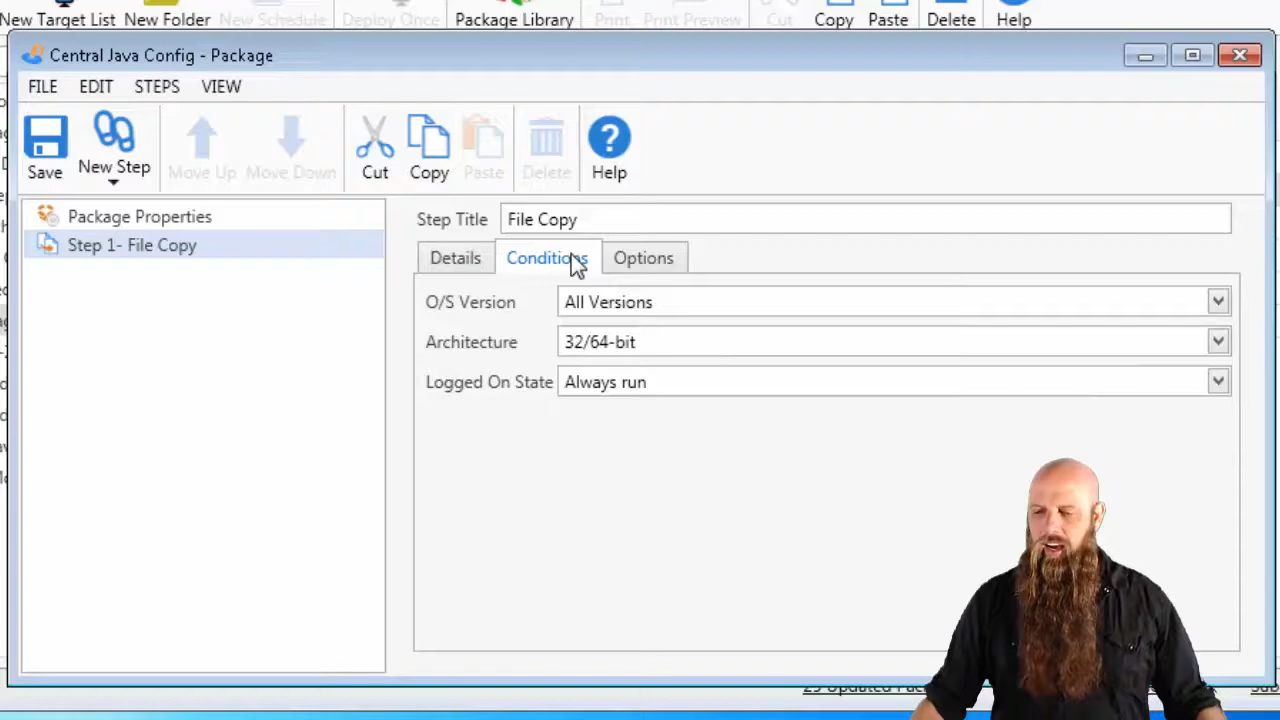 New Target List New Folder New Schedule Deploy Once Package Library Print Print Preview Cut Copy Paste Delete Help
Central Java Config - Package
FILE EDIT STEPS VIEW
Save New Step Move Up Move Down Cut Copy Paste Delete Help
Package Properties
Step 1- File Copy
Step Title File Copy
Details Conditions Options
O/S Version All Versions
Architecture 32/64-bit
Logged On State Always run